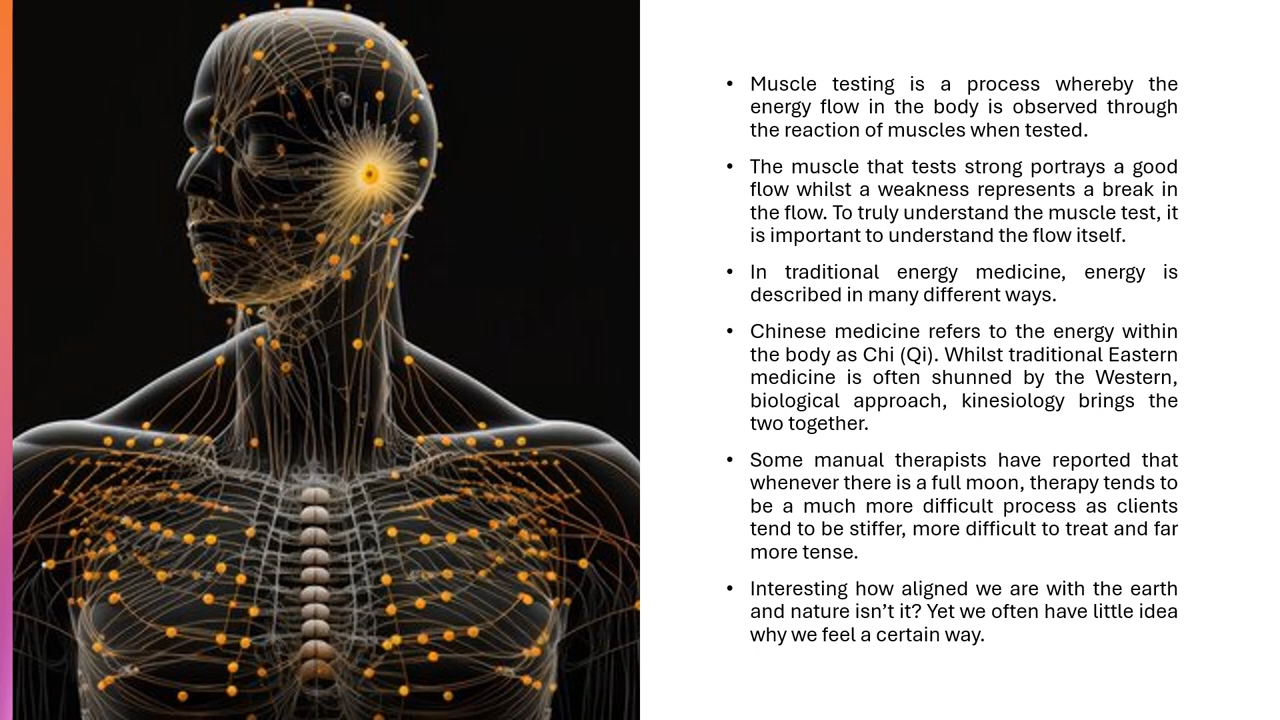 • Muscle testing is a process whereby the
energy flow in the body is observed through
the reaction of muscles when tested.
• The muscle that tests strong portrays a good
flow whilst a weakness represents a break in
the flow. To truly understand the muscle test, it
is important to understand the flow itself.
• In traditional energy medicine, energy is
described in many different ways.
• Chinese medicine refers to the energy within
the body as Chi (Qi). Whilst traditional Eastern
medicine is often shunned by the Western,
biological approach, kinesiology brings the
two together.
• Some manual therapists have reported that
whenever there is a full moon, therapy tends to
be a much more difficult process as clients
tend to be stiffer, more difficult to treat and far
more tense.
• Interesting how aligned we are with the earth
and nature isn’t it? Yet we often have little idea
why we feel a certain way.